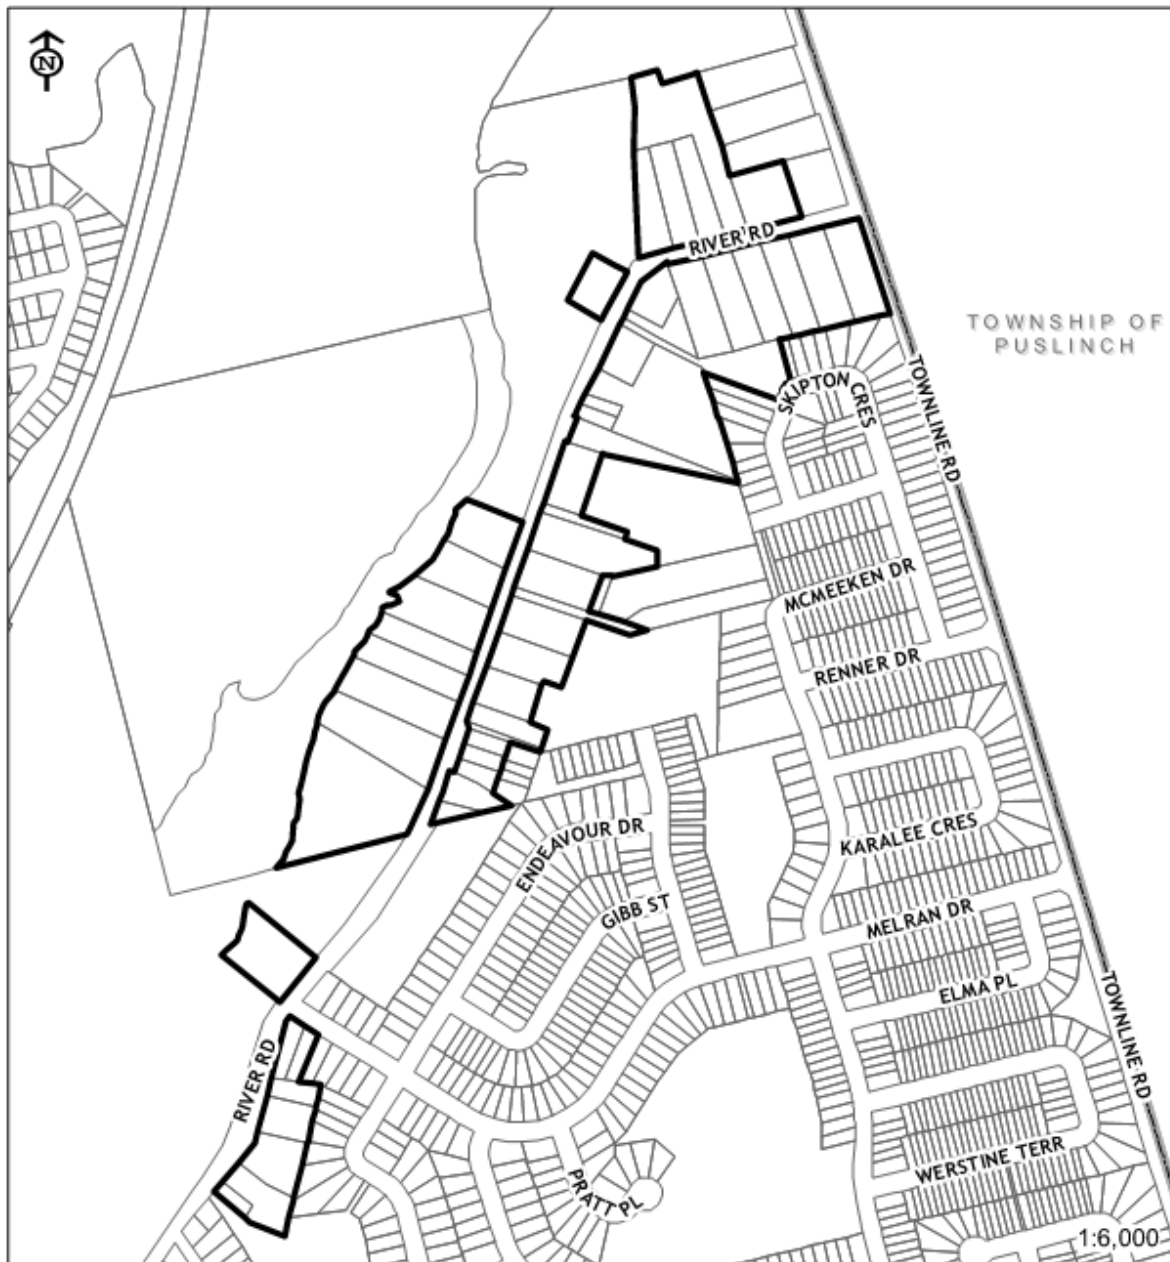 N
RIVER RD
TOWNSHIP OF
PUSLINCH
SKIPTON CRES
TOWNLINE RD
MCMEEKEN DR
RENNER DR
ENDEAVOUR DR
KARALEE CRES
GIBB ST
MELRAN DR
ELMA PL
TOWNLINE RD
RIVER RD
WERSTINE TERR
PRATT PL
1:6,000